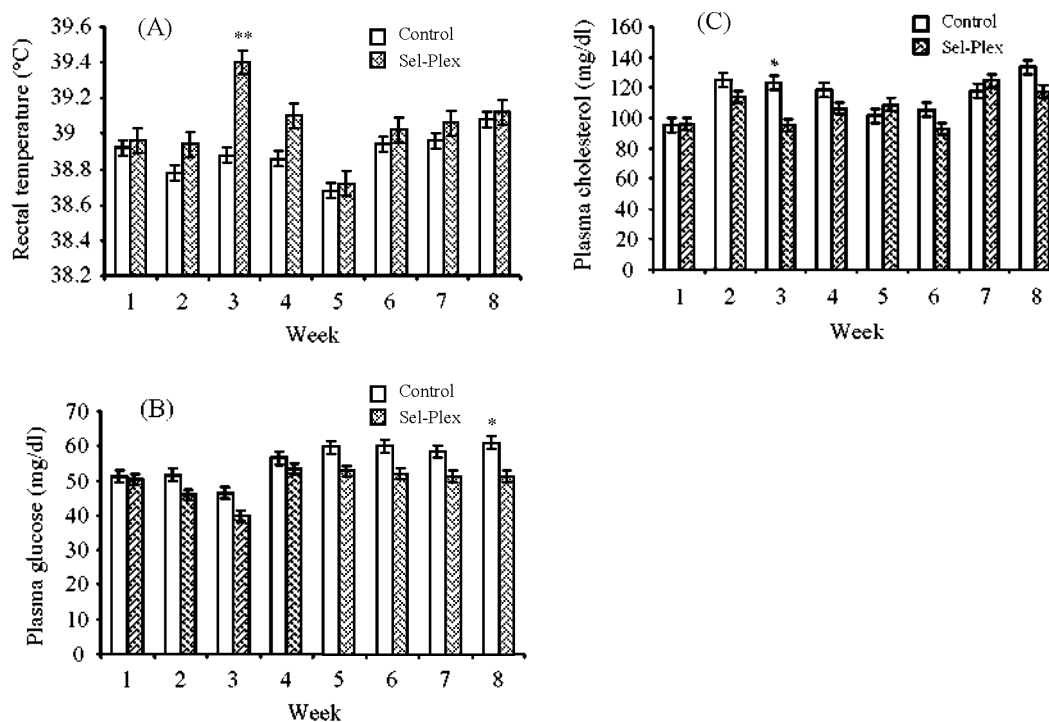 (A)
Control
Sel-Plex
**
Rectal temperature (°C)
39.6
39.4
39.2
39
38.8
38.6
38.4
38.2
1 2 3 4 5 6 7 8
Week
(C)
Control
Sel-Plex
*
Plasma cholesterol (mg/dl)
160
140
120
100
80
60
40
20
0
1 2 3 4 5 6 7 8
Week
(B)
Control
Sel-Plex
*
Plasma glucose (mg/dl)
70
60
50
40
30
20
10
0
1 2 3 4 5 6 7 8
Week